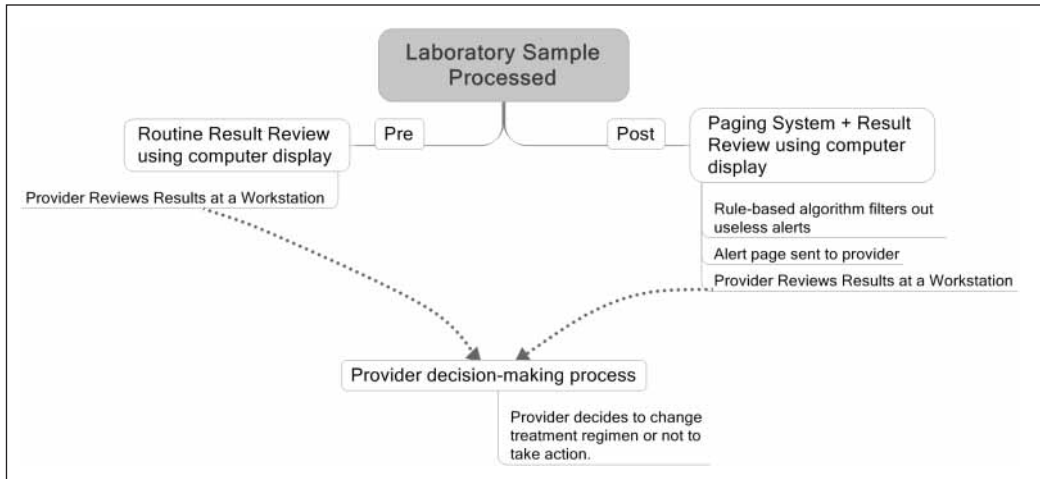 Laboratory Sample
Processed
Routine Result Review
using computer display
Pre
Post
Paging System + Result
Review using computer
display
Provider Reviews Results at a Workstation
Rule-based algorithm filters out
useless alerts
Alert page sent to provider
Provider Reviews Results at a Workstation
Provider decision-making process
Provider decides to change
treatment regimen or not to
take action.